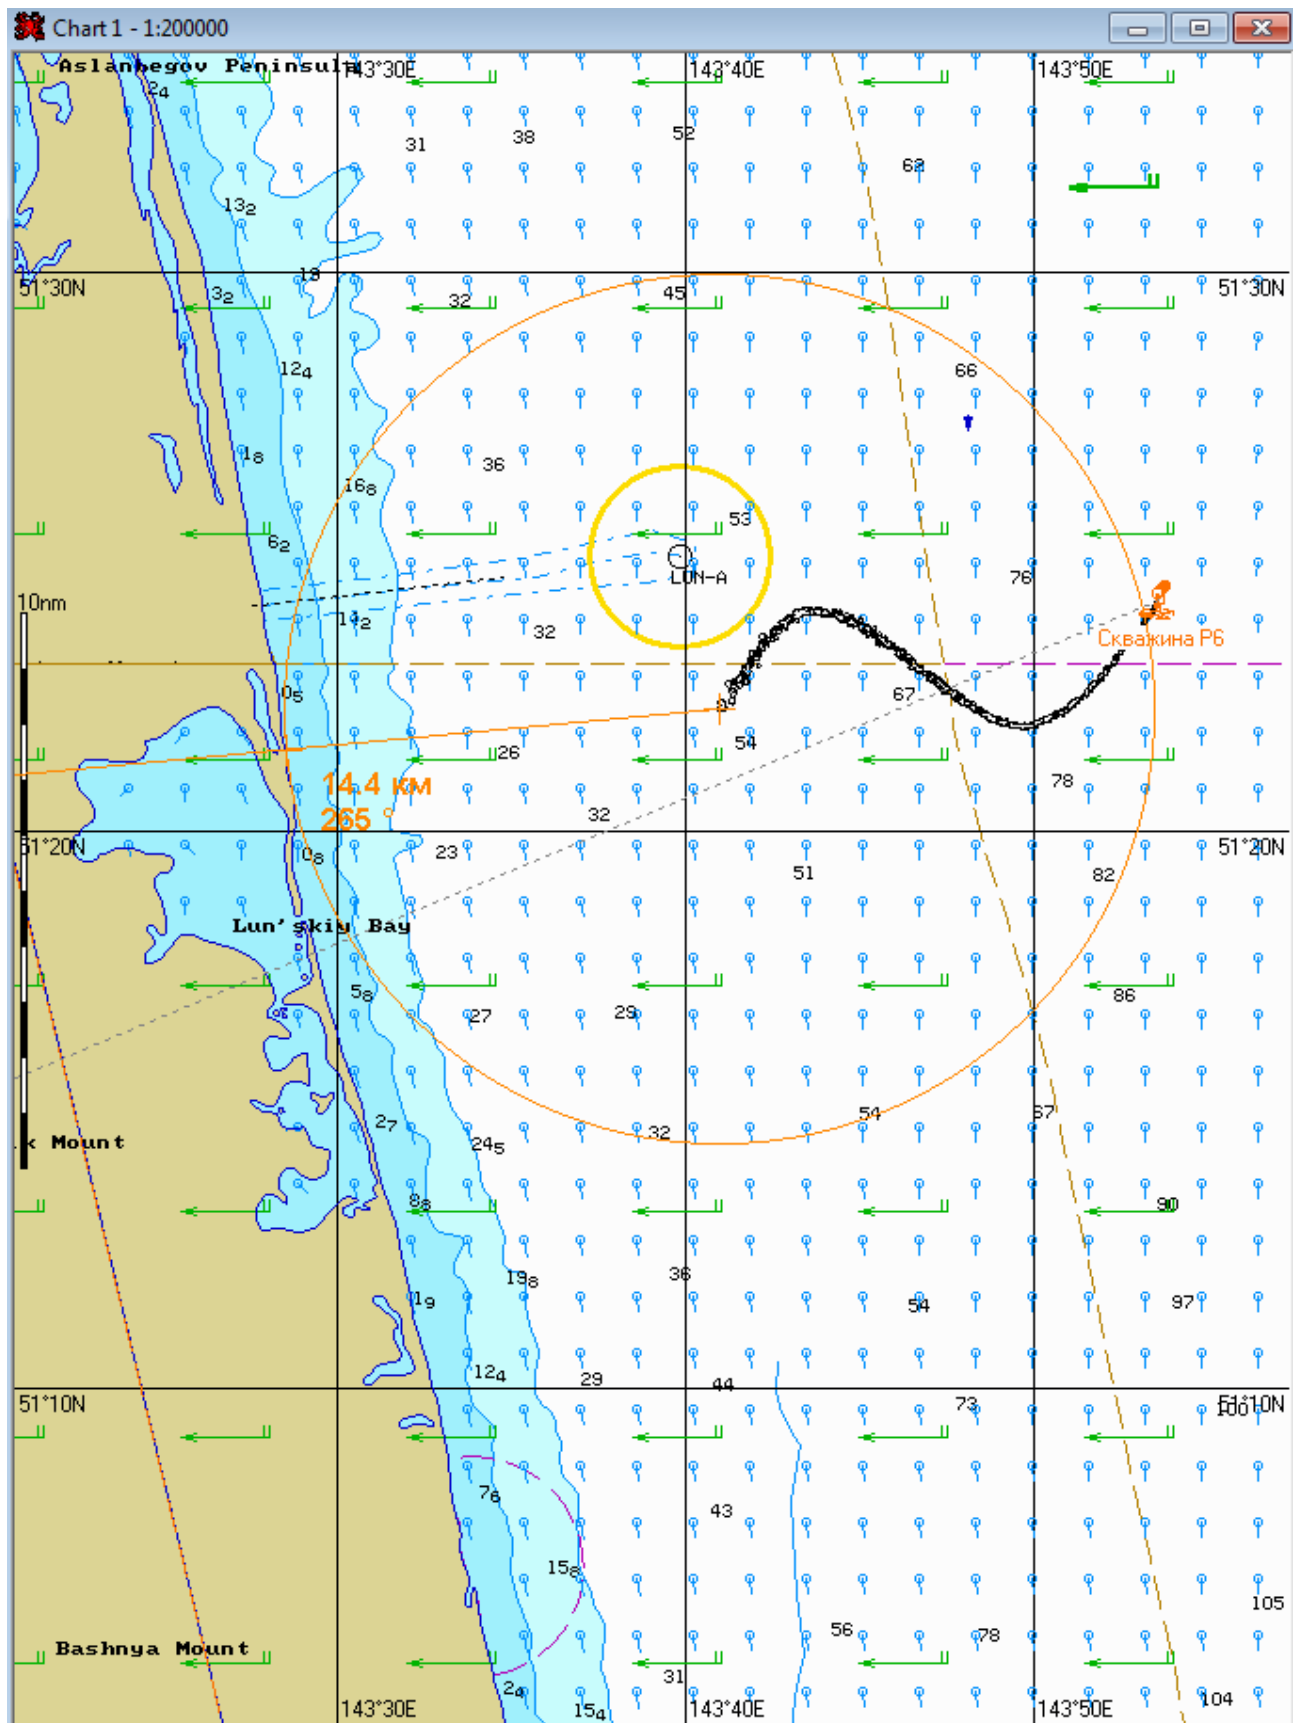 Chart 1 - 1:200000
Aslanbegov Peninsula
143°30E
143°40E
143°50E
24
31
38
52
62
132
19
51°30N
32
32
45
51°30N
124
66
18
36
168
53
62
LUN-A
76
10nm
142
32
Скважина P6
05
67
26
54
14.4 км
265 °
78
32
51°20N
08
23
51
82
51°20N
Lun'skiy Bay
58
27
29
86
27
32
54
67
k Mount
245
88
90
198
36
54
97
19
124
29
44
51°10N
73
100
51°10N
76
43
158
105
Bashnya Mount
56
78
31
24
154
104
143°30E
143°40E
143°50E